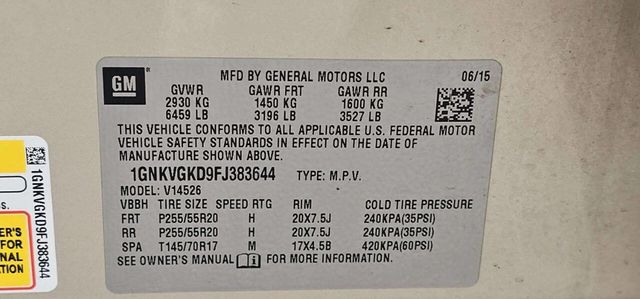 GM
MFD BY GENERAL MOTORS LLC 06/15
GVWR GAWR FRT GAWR RR
2930 KG 1450 KG 1600 KG
6459 LB 3196 LB 3527 LB
THIS VEHICLE CONFORMS TO ALL APPLICABLE U.S. FEDERAL MOTOR
VEHICLE SAFETY STANDARDS IN EFFECT ON THE DATE OF
MANUFACTURE SHOWN ABOVE.
1GNKVGKD9FJ383644 TYPE: M.P.V.
MODEL: V14526
VBBH TIRE SIZE SPEED RTG RIM COLD TIRE PRESSURE
FRT P255/55R20 H 20X7.5J 240KPA(35PSI)
RR P255/55R20 H 20X7.5J 240KPA(35PSI)
SPA T145/70R17 M 17X4.5B 420KPA(60PSI)
SEE OWNER'S MANUAL FOR MORE INFORMATION.
1GNKVGKD9FJ383644
S.
ER'S
FOR
NAL
ATION